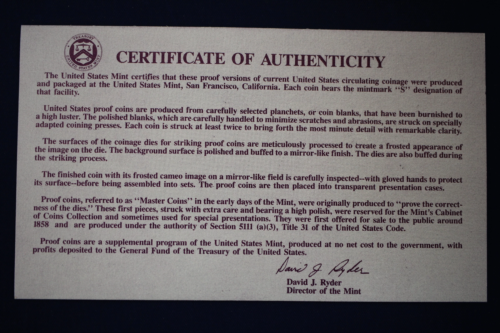 CERTIFICATE OF AUTHENTICITY
The United States Mint certifies that these proof versions of current United States circulating coinage were produced
and packaged at the United States Mint, San Francisco, California. Each coin bears the mintmark "S" designation of
that facility.
United States proof coins are produced from carefully selected planchets, or coin blanks, that have been burnished to
a high luster. The polished blanks, which are carefully handled to minimize scratches and abrasions, are struck on specially
adapted coining presses. Each coin is struck at least twice to bring forth the most minute detail with remarkable clarity.
The surfaces of the coinage dies for striking proof coins are meticulously processed to create a frosted appearance of
the image on the die. The background surface is polished and buffed to a mirror-like finish. The dies are also buffed during
the striking process.
The finished coin with its frosted cameo image on a mirror-like field is carefully inspected--with gloved hands to protect
its surface--before being assembled into sets. The proof coins are then placed into transparent presentation cases.
Proof coins, referred to as "Master Coins" in the early days of the Mint, were originally produced to "prove the correct-
ness of the dies." These first pieces, struck with extra care and bearing a high polish, were reserved for the Mint's Cabinet
of Coins Collection and sometimes used for special presentations. They were first offered for sale to the public around
1858 and are produced under the authority of Section 5111 (a)(3), Title 31 of the United States Code.
Proof coins are a supplemental program of the United States Mint, produced at no net cost to the government, with
profits deposited to the General Fund of the Treasury of the United States.
David J. Ryder
David J. Ryder
Director of the Mint